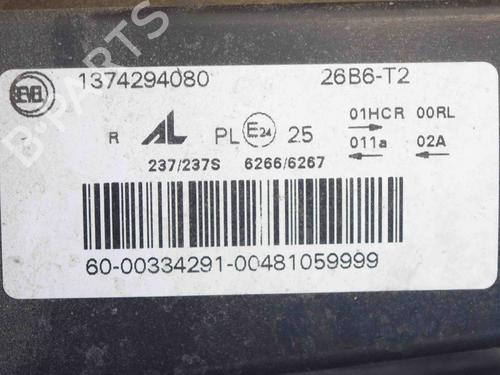 SEVEL 1374294080 26B6-T2
R AL PL E24 25 01HCR 00RL
011a 02A
237/237S 6266/6267
60-00334291-00481059999
B-PARTS